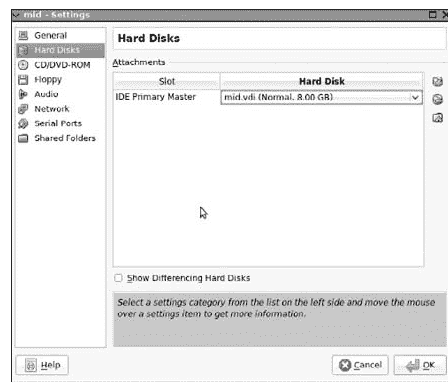 mid - Settings
General
Hard Disks
CD/DVD-ROM
Floppy
Audio
Network
Serial Ports
Shared Folders
Hard Disks
Attachments
Slot Hard Disk
IDE Primary Master mid.vdi (Normal, 8.00 GB)
Show Differencing Hard Disks
Select a settings category from the list on the left side and move the mouse
over a settings item to get more information.
Help Cancel OK